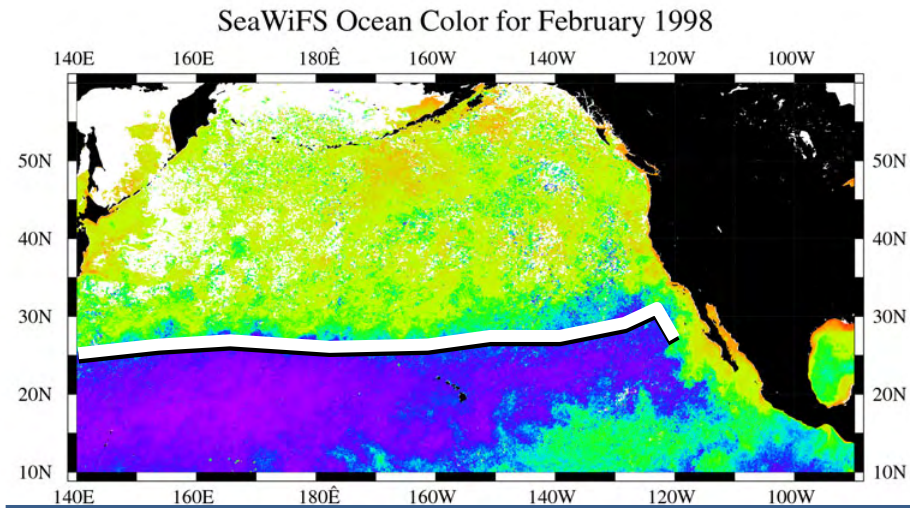 SeaWiFS Ocean Color for February 1998
140E 160E 180Ê 160W 140W 120W 100W
50N 50N
40N 40N
30N 30N
20N 20N
10N 10N
140E 160E 180Ê 160W 140W 120W 100W